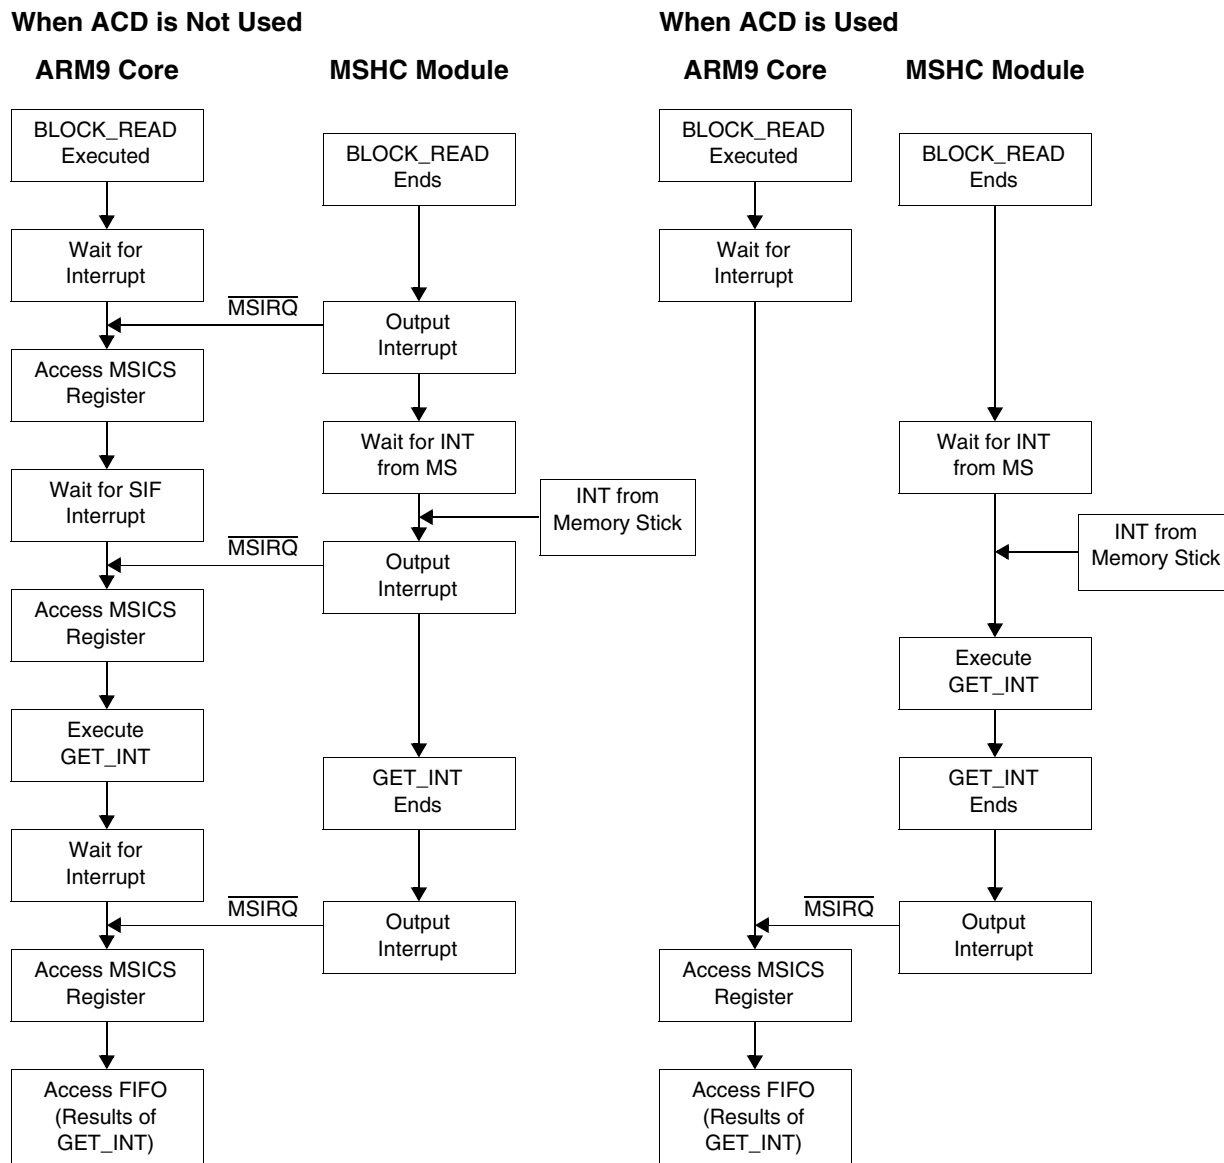 When ACD is Not Used
ARM9 Core
MSHC Module
BLOCK_READ
Executed
BLOCK_READ
Ends
Wait for
Interrupt
MSIRQ
Output
Interrupt
Access MSICS
Register
Wait for INT
from MS
Wait for SIF
Interrupt
INT from
Memory Stick
MSIRQ
Output
Interrupt
Access MSICS
Register
Execute
GET_INT
GET_INT
Ends
Wait for
Interrupt
MSIRQ
Output
Interrupt
Access MSICS
Register
Access FIFO
(Results of
GET_INT)
When ACD is Used
ARM9 Core
MSHC Module
BLOCK_READ
Executed
BLOCK_READ
Ends
Wait for
Interrupt
Wait for INT
from MS
INT from
Memory Stick
Execute
GET_INT
GET_INT
Ends
MSIRQ
Output
Interrupt
Access MSICS
Register
Access FIFO
(Results of
GET_INT)